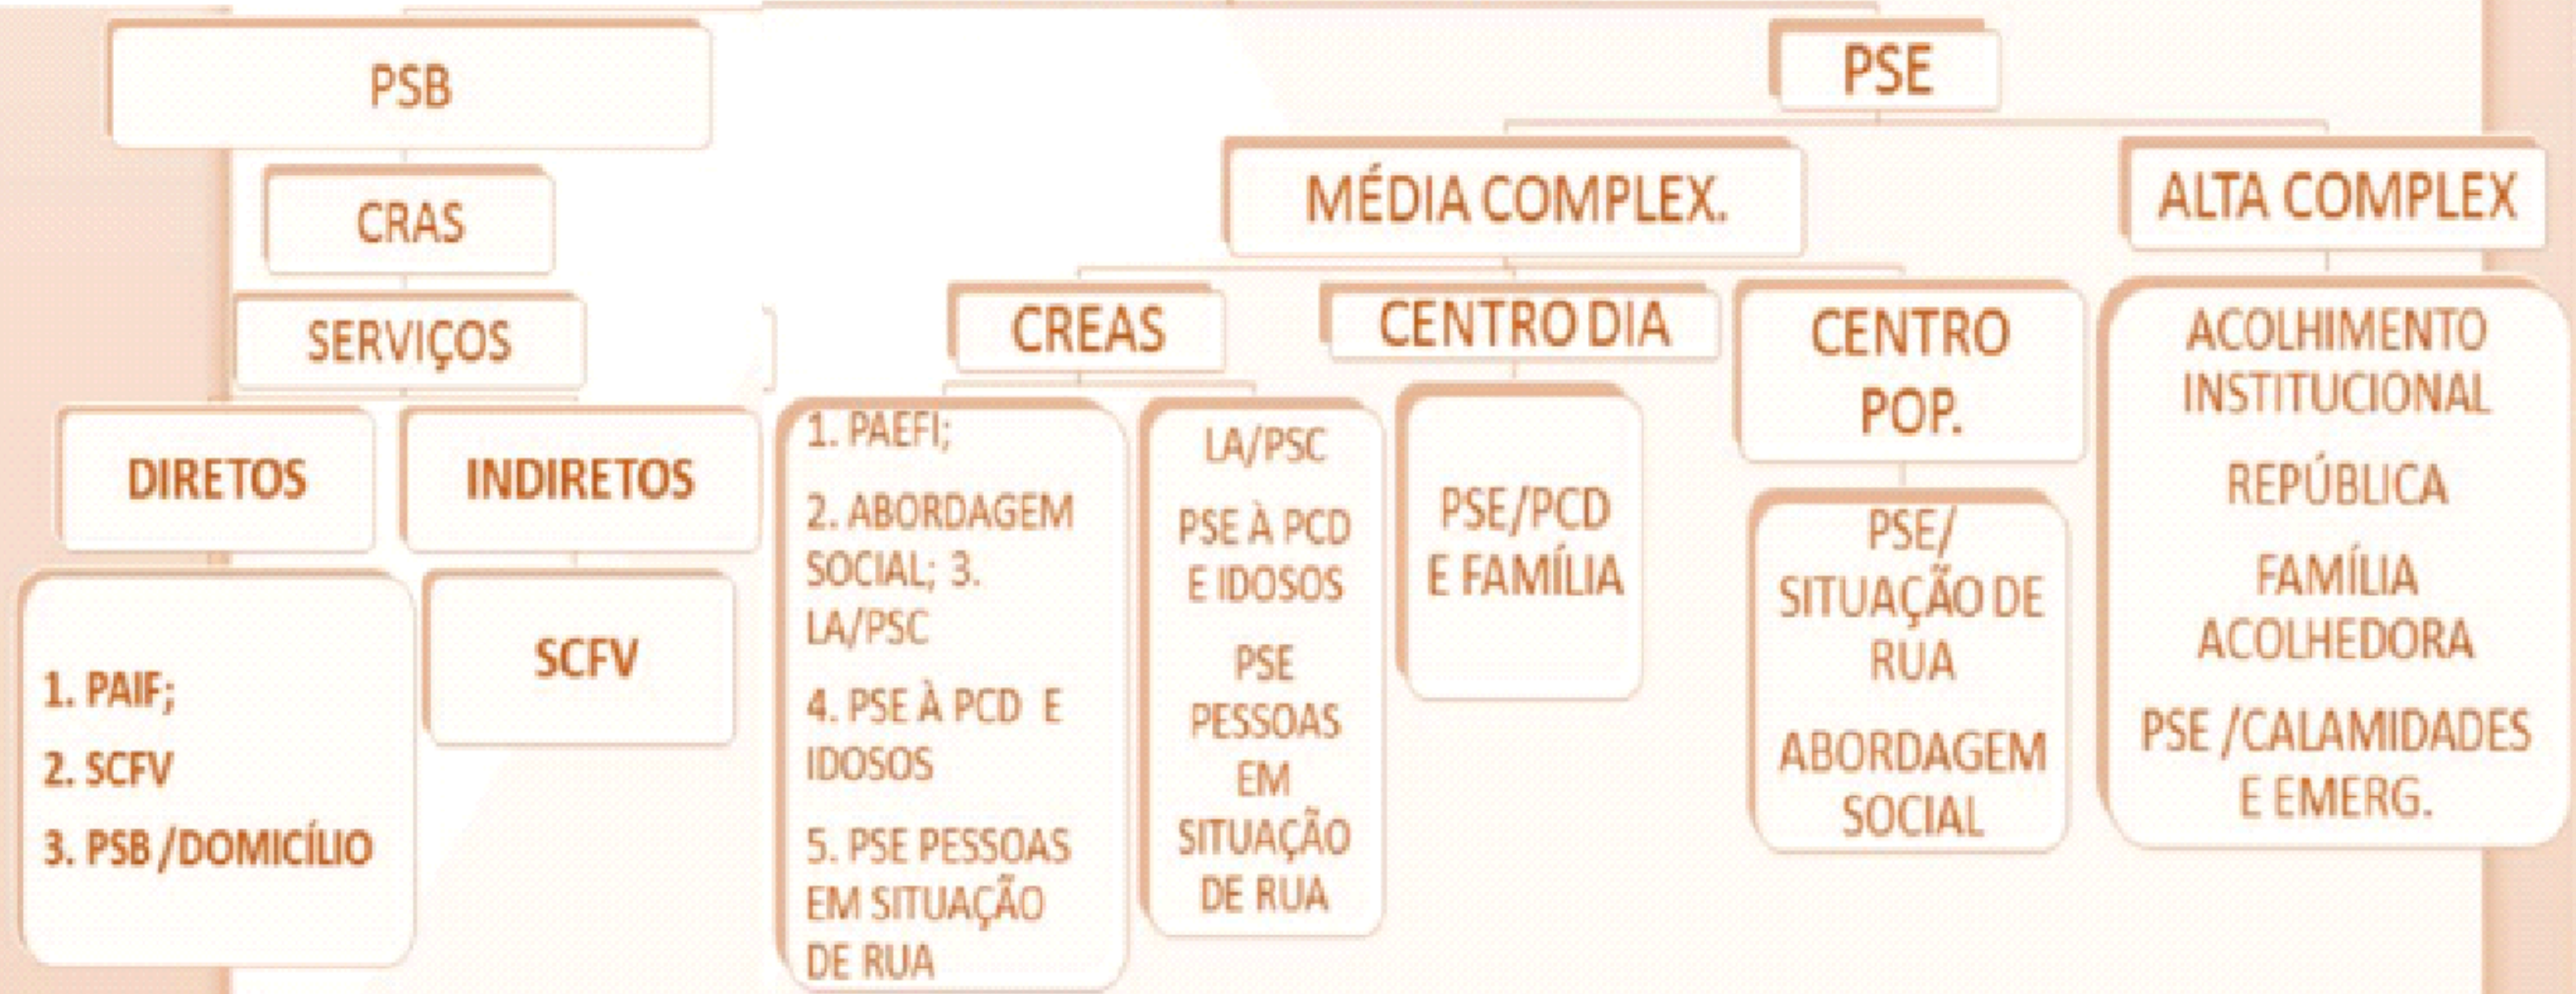 PSB
CRAS
SERVIÇOS
DIRETOS
1. PAIF;
2. SCFV
3. PSB /DOMICÍLIO
INDIRETOS
SCFV
PSE
MÉDIA COMPLEX.
CREAS
1. PAEFI;
2. ABORDAGEM
SOCIAL; 3.
LA/PSC
4. PSE À PCD E
IDOSOS
5. PSE PESSOAS
EM SITUAÇÃO
DE RUA
LA/PSC
PSE À PCD
E IDOSOS
PSE
PESSOAS
EM
SITUAÇÃO
DE RUA
CENTRO DIA
PSE/PCD
E FAMÍLIA
CENTRO
POP.
PSE/
SITUAÇÃO DE
RUA
ABORDAGEM
SOCIAL
ALTA COMPLEX
ACOLHIMENTO
INSTITUCIONAL
REPÚBLICA
FAMÍLIA
ACOLHEDORA
PSE /CALAMIDADES
E EMERG.